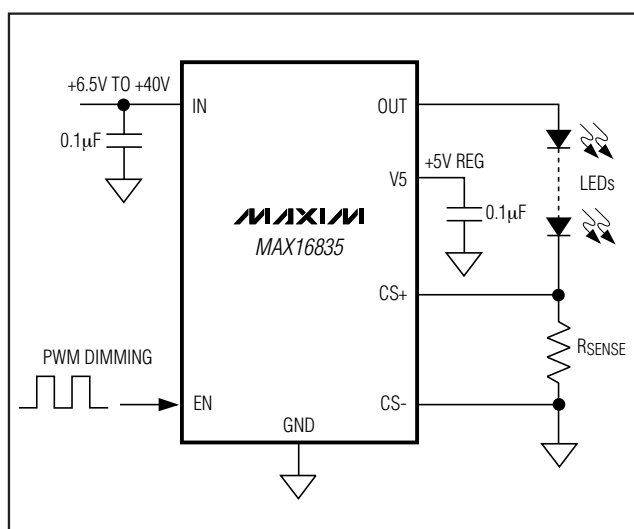 +6.5V TO +40V
IN
OUT
0.1µF
+5V REG
V5
LEDs
0.1µF
MAXIM
MAX16835
CS+
RSENSE
PWM DIMMING
EN
CS-
GND